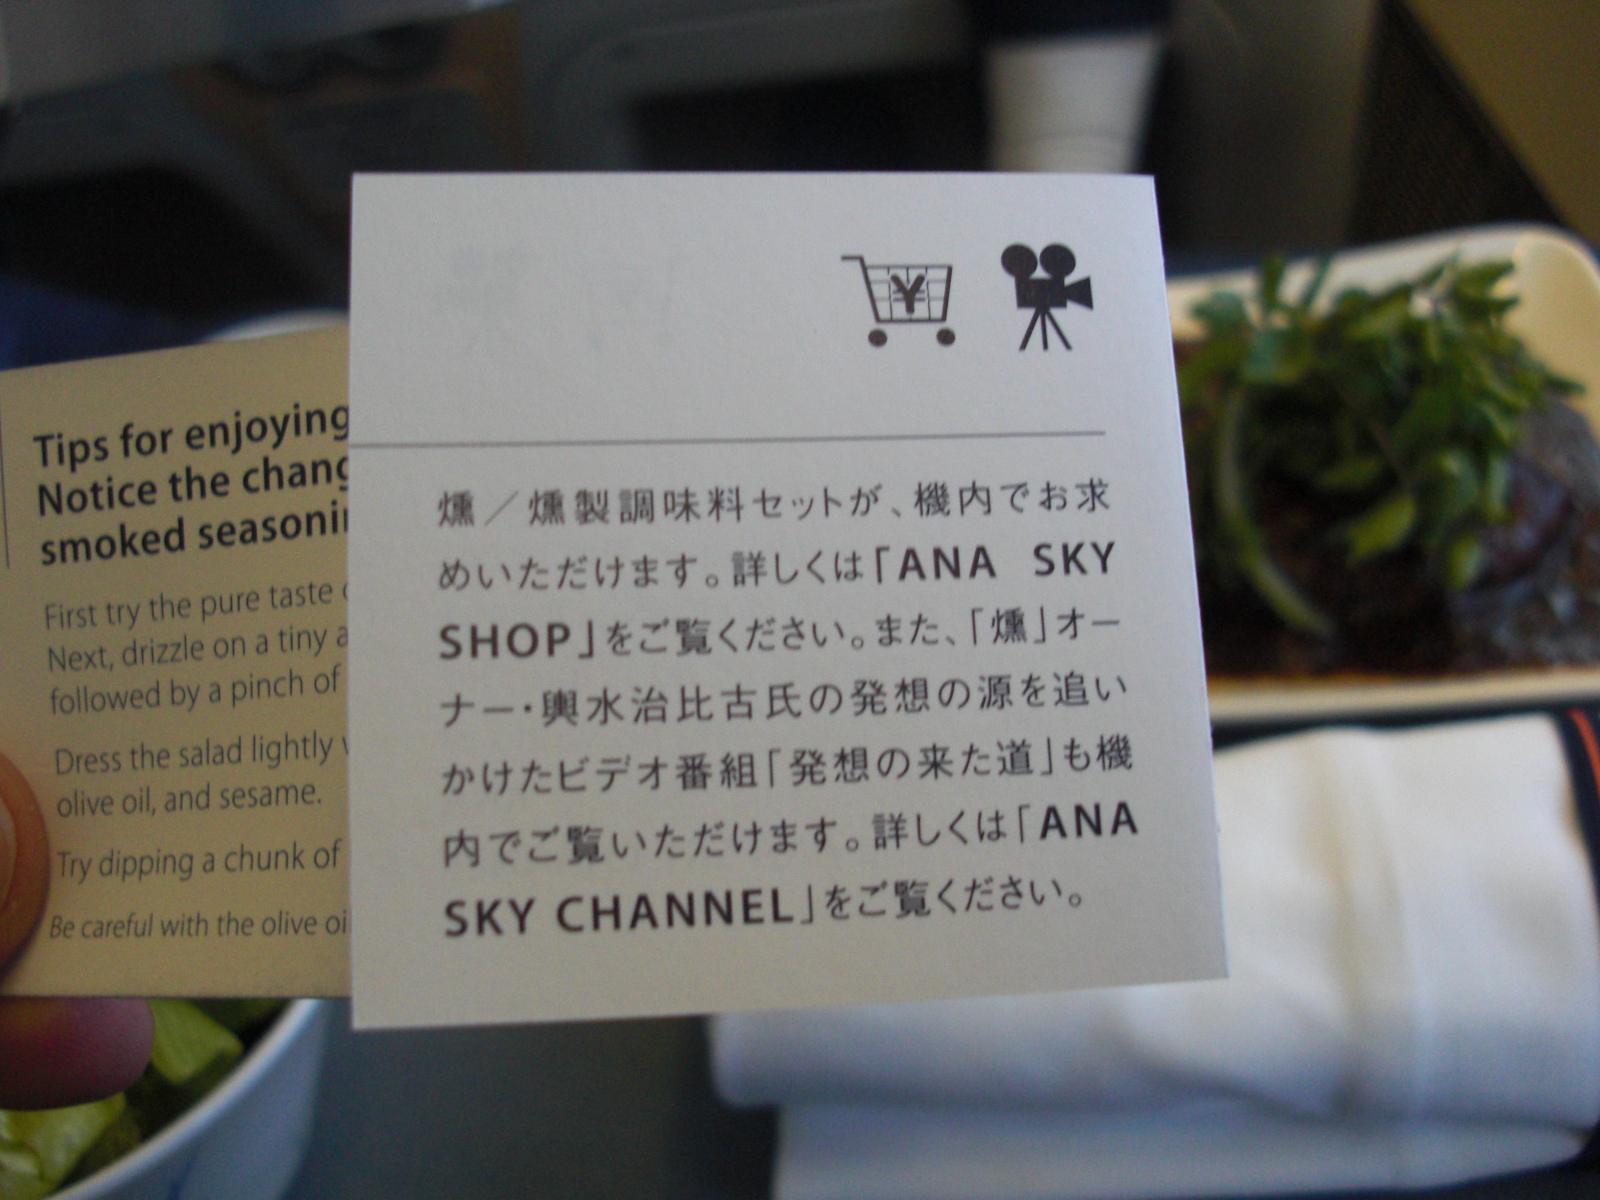 Tips for enjoying
Notice the chang
smoked seasonin
First try the pure taste
Next, drizzle on a tiny a
followed by a pinch of
Dress the salad lightly
olive oil, and sesame.
Try dipping a chunk of
Be careful with the olive oi
¥
燻／燻製調味料セットが、機内でお求
めいただけます。詳しくは「ANA SKY
SHOP」をご覧ください。また、「燻」オー
ナー・輿水治比古氏の発想の源を追い
かけたビデオ番組「発想の来た道」も機
内でご覧いただけます。詳しくは「ANA
SKY CHANNEL」をご覧ください。